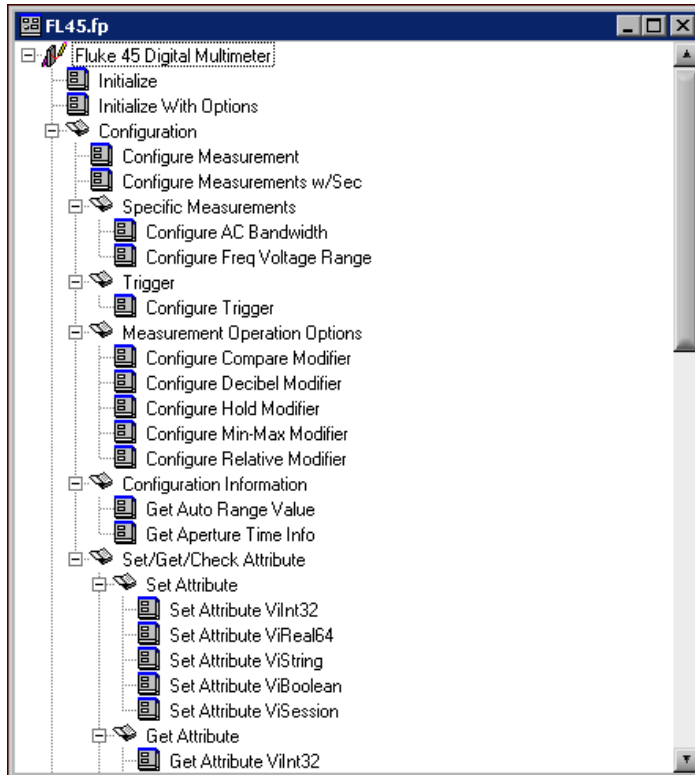 FL45.fp
Fluke 45 Digital Multimeter
Initialize
Initialize With Options
Configuration
Configure Measurement
Configure Measurements w/Sec
Specific Measurements
Configure AC Bandwidth
Configure Freq Voltage Range
Trigger
Configure Trigger
Measurement Operation Options
Configure Compare Modifier
Configure Decibel Modifier
Configure Hold Modifier
Configure Min-Max Modifier
Configure Relative Modifier
Configuration Information
Get Auto Range Value
Get Aperture Time Info
Set/Get/Check Attribute
Set Attribute
Set Attribute ViInt32
Set Attribute ViReal64
Set Attribute ViString
Set Attribute ViBoolean
Set Attribute ViSession
Get Attribute
Get Attribute ViInt32